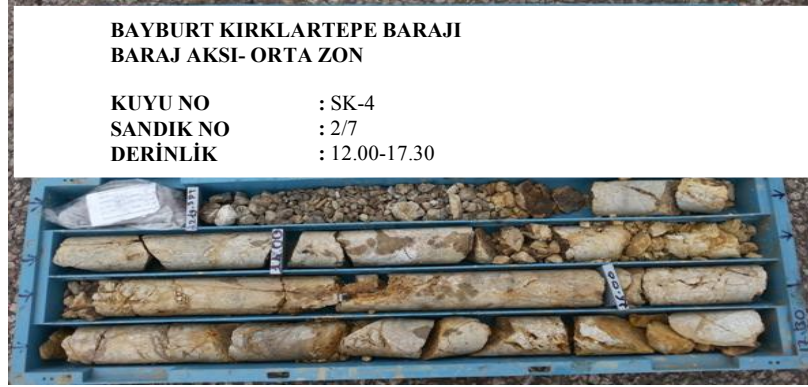 BAYBURT KIRKLARTEPE BARAJI
BARAJ AKSI- ORTA ZON
KUYU NO : SK-4
SANDIK NO : 2/7
DERİNLİK : 12.00-17.30